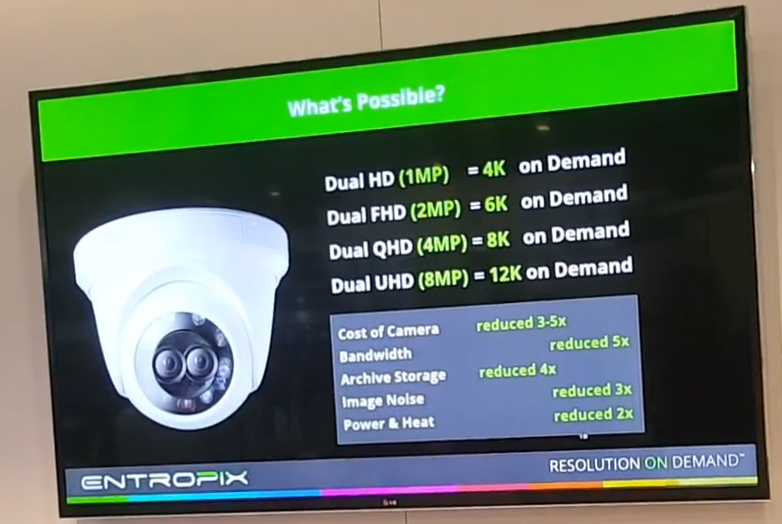 What's Possible?
Dual HD (1MP) = 4K on Demand
Dual FHD (2MP) = 6K on Demand
Dual QHD (4MP) = 8K on Demand
Dual UHD (8MP) = 12K on Demand
Cost of Camera reduced 3-5x
Bandwidth reduced 5x
Archive Storage reduced 4x
Image Noise reduced 3x
Power & Heat reduced 2x
ENTROPIX
RESOLUTION ON DEMAND™
LG